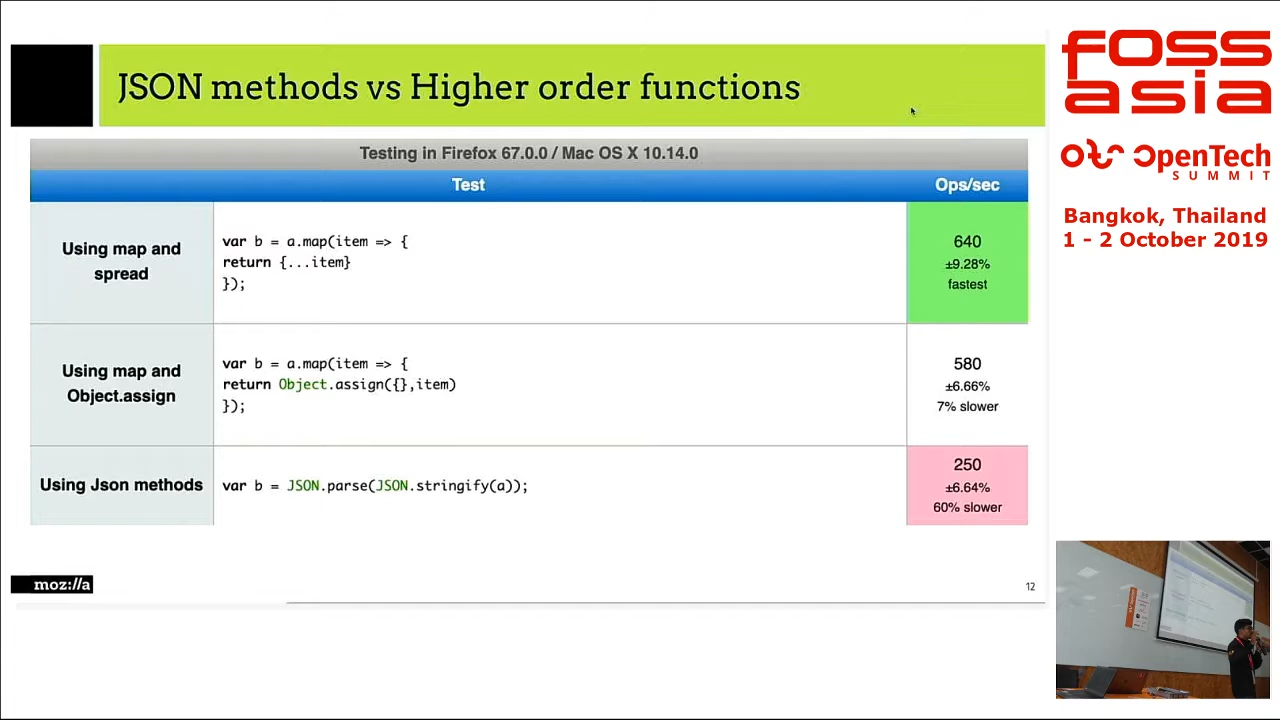 JSON methods vs Higher order functions
Testing in Firefox 67.0.0 / Mac OS X 10.14.0
Test
Ops/sec
Using map and
spread
var b = a.map(item => {
return {...item}
});
640
±9.28%
fastest
Using map and
Object.assign
var b = a.map(item => {
return Object.assign({},item)
});
580
±6.66%
7% slower
Using Json methods
var b = JSON.parse(JSON.stringify(a));
250
±6.64%
60% slower
moz://a
12
FOSS
asia
OpenTech
SUMMIT
Bangkok, Thailand
1 - 2 October 2019